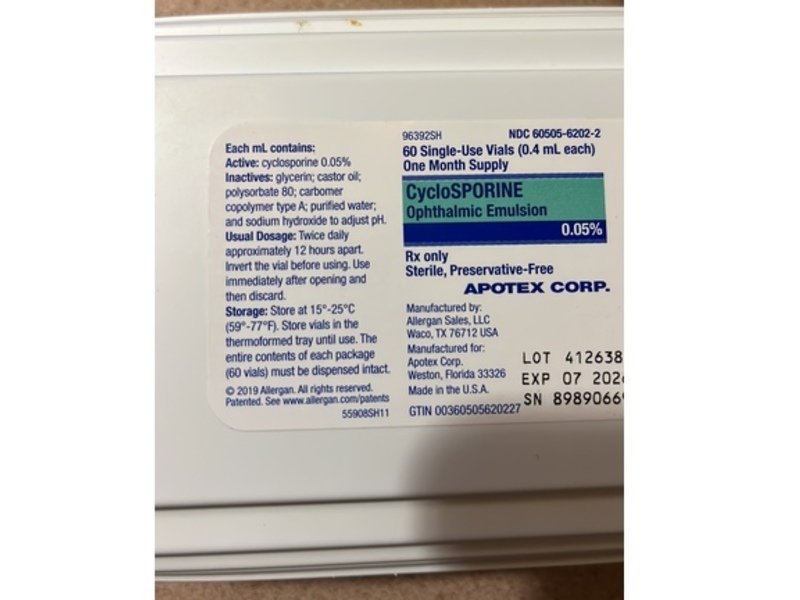 Each mL contains:
Active: cyclosporine 0.05%
Inactives: glycerin; castor oil;
polysorbate 80; carbomer
copolymer type A; purified water;
and sodium hydroxide to adjust pH.
Usual Dosage: Twice daily
approximately 12 hours apart.
Invert the vial before using. Use
immediately after opening and
then discard.
Storage: Store at 15°-25°C
(59°-77°F). Store vials in the
thermoformed tray until use. The
entire contents of each package
(60 vials) must be dispensed intact.
© 2019 Allergan. All rights reserved.
Patented. See www.allergan.com/patents
55908SH11
96392SH NDC 60505-6202-2
60 Single-Use Vials (0.4 mL each)
One Month Supply
CycloSPORINE
Ophthalmic Emulsion
0.05%
Rx only
Sterile, Preservative-Free
APOTEX CORP.
Manufactured by:
Allergan Sales, LLC
Waco, TX 76712 USA
Manufactured for:
Apotex Corp.
Weston, Florida 33326
Made in the U.S.A.
GTIN 00360505620227
LOT 412638
EXP 07 202
SN 8989066